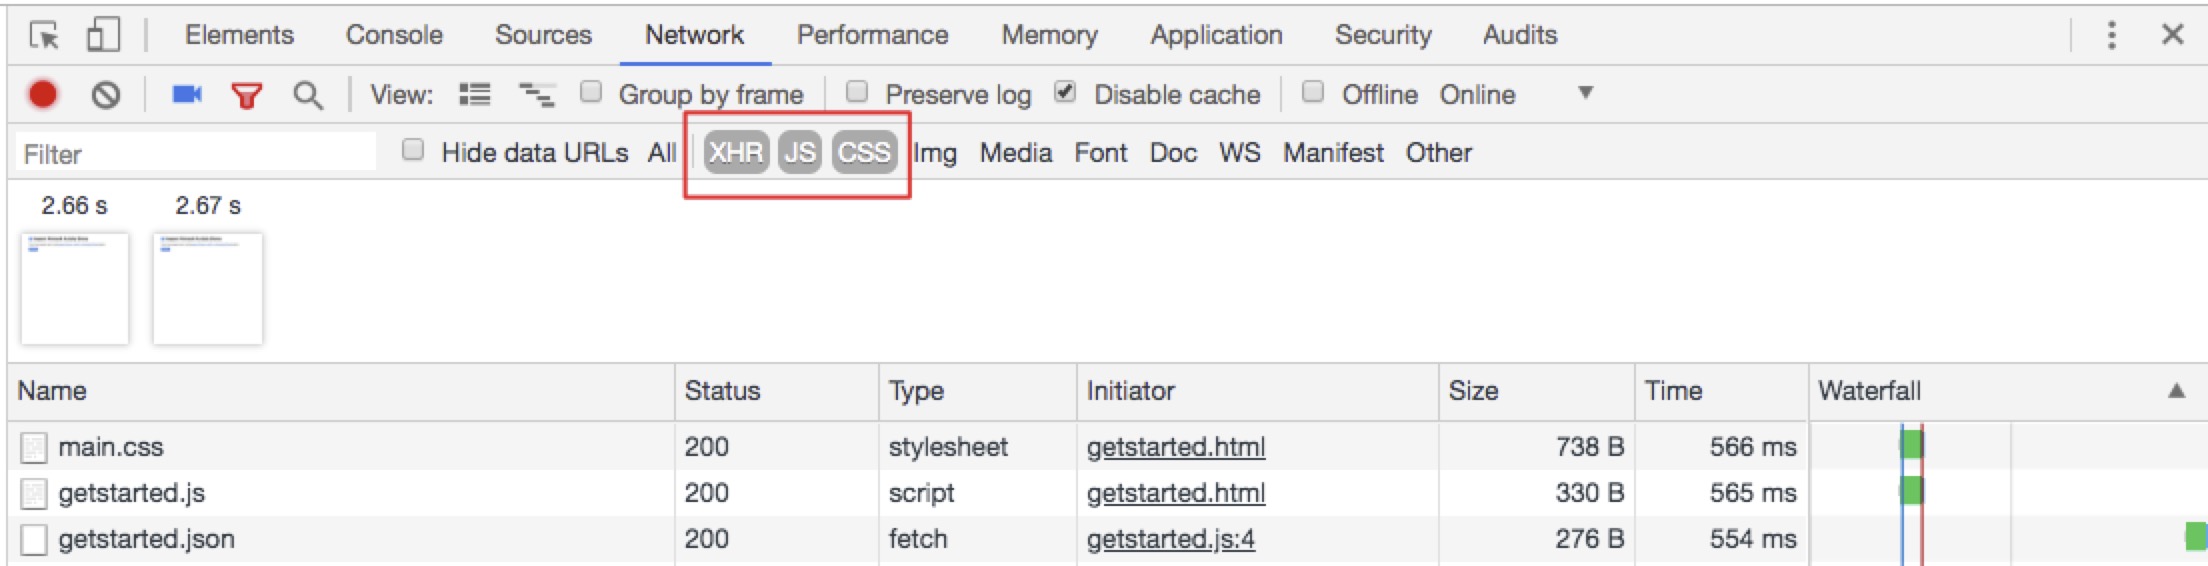 Elements Console Sources Network Performance Memory Application Security Audits
View: Group by frame Preserve log Disable cache Offline Online
Filter Hide data URLs All XHR JS CSS Img Media Font Doc WS Manifest Other
2.66 s 2.67 s
Name Status Type Initiator Size Time Waterfall
main.css 200 stylesheet getstarted.html 738 B 566 ms
getstarted.js 200 script getstarted.html 330 B 565 ms
getstarted.json 200 fetch getstarted.js:4 276 B 554 ms